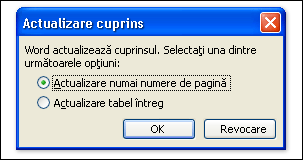 Actualizare cuprins
Word actualizează cuprinsul. Selectați una dintre
următoarele opțiuni:
Actualizare numai numere de pagină
Actualizare tabel întreg
OK
Revocare